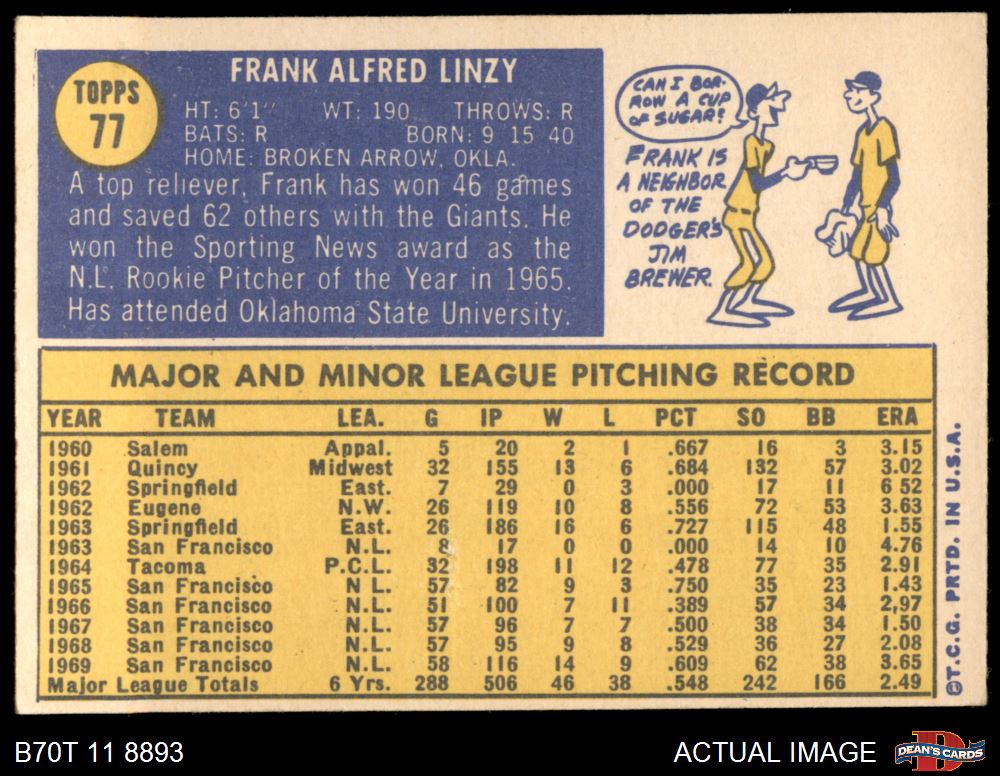 TOPPS
77
FRANK ALFRED LINZY
HT: 6'1" WT: 190 THROWS: R
BATS: R BORN: 9 15 40
HOME: BROKEN ARROW, OKLA.
A top reliever, Frank has won 46 games
and saved 62 others with the Giants. He
won the Sporting News award as the
N.L. Rookie Pitcher of the Year in 1965.
Has attended Oklahoma State University.
CAN I BOR-
ROW A CUP
OF SUGAR?
FRANK IS
A NEIGHBOR
OF THE
DODGER'S
JIM
BREWER.
MAJOR AND MINOR LEAGUE PITCHING RECORD
YEAR TEAM LEA. G IP W L PCT SO BB ERA
1960 Salem Appal. 5 20 2 1 .667 16 3 3.15
1961 Quincy Midwest 32 155 13 6 .684 132 57 3.02
1962 Springfield East. 7 29 0 3 .000 17 11 6 52
1962 Eugene N.W. 26 119 10 8 .556 72 53 3.63
1963 Springfield East. 26 186 16 6 .727 115 48 1.55
1963 San Francisco N.L. 8 17 0 0 .000 14 10 4.76
1964 Tacoma P.C.L. 32 198 11 12 .478 77 35 2.91
1965 San Francisco N L. 57 82 9 3 .750 35 23 1.43
1966 San Francisco N.L. 51 100 7 11 .389 57 34 2,97
1967 San Francisco N.L. 57 96 7 7 .500 38 34 1.50
1968 San Francisco N.L. 57 95 9 8 .529 36 27 2.08
1969 San Francisco N.L. 58 116 14 9 .609 62 38 3.65
Major League Totals 6 Yrs. 288 506 46 38 .548 242 166 2.49
©T.C.G. PRTD. IN U.S.A.
B70T 11 8893
ACTUAL IMAGE
D
DEAN'S CARDS